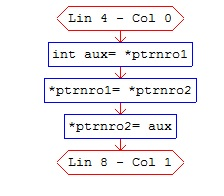 Lin 4 - Col 0
int aux= *ptrnro1
*ptrnro1= *ptrnro2
*ptrnro2= aux
Lin 8 - Col 1